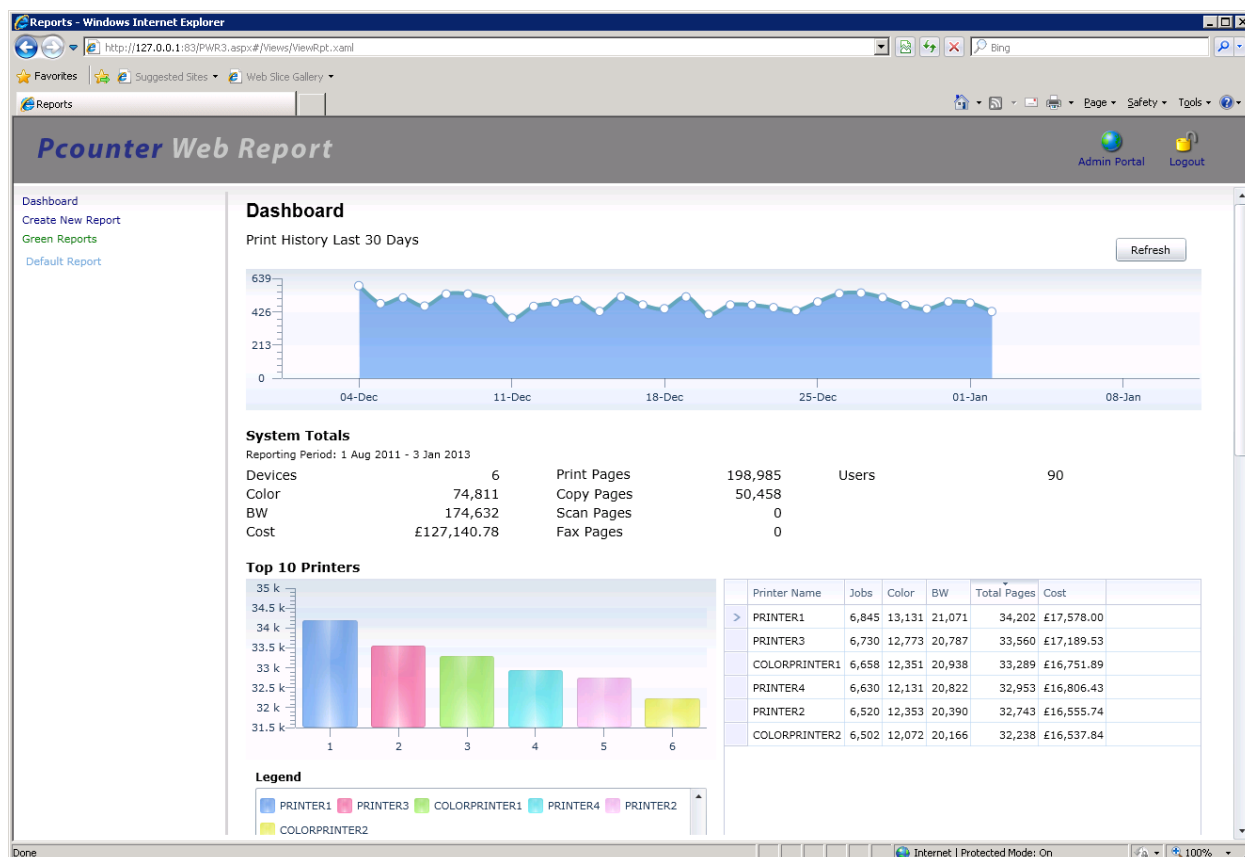 Reports - Windows Internet Explorer
http://127.0.0.1:83/PWR3.aspx#/Views/ViewRpt.xaml
Bing
Favorites Suggested Sites Web Slice Gallery
Reports Page Safety Tools
Pcounter Web Report
Admin Portal Logout
Dashboard
Create New Report
Green Reports
Default Report
Dashboard
Print History Last 30 Days
Refresh
639
426
213
0
04-Dec 11-Dec 18-Dec 25-Dec 01-Jan 08-Jan
System Totals
Reporting Period: 1 Aug 2011 - 3 Jan 2013
Devices 6 Print Pages 198,985 Users 90
Color 74,811 Copy Pages 50,458
BW 174,632 Scan Pages 0
Cost £127,140.78 Fax Pages 0
Top 10 Printers
35 k
34.5 k
34 k
33.5 k
33 k
32.5 k
32 k
31.5 k
1 2 3 4 5 6
Printer Name Jobs Color BW Total Pages Cost
> PRINTER1 6,845 13,131 21,071 34,202 £17,578.00
PRINTER3 6,730 12,773 20,787 33,560 £17,189.53
COLORPRINTER1 6,658 12,351 20,938 33,289 £16,751.89
PRINTER4 6,630 12,131 20,822 32,953 £16,806.43
PRINTER2 6,520 12,353 20,390 32,743 £16,555.74
COLORPRINTER2 6,502 12,072 20,166 32,238 £16,537.84
Legend
PRINTER1 PRINTER3 COLORPRINTER1 PRINTER4 PRINTER2
COLORPRINTER2
Done Internet | Protected Mode: On 100%